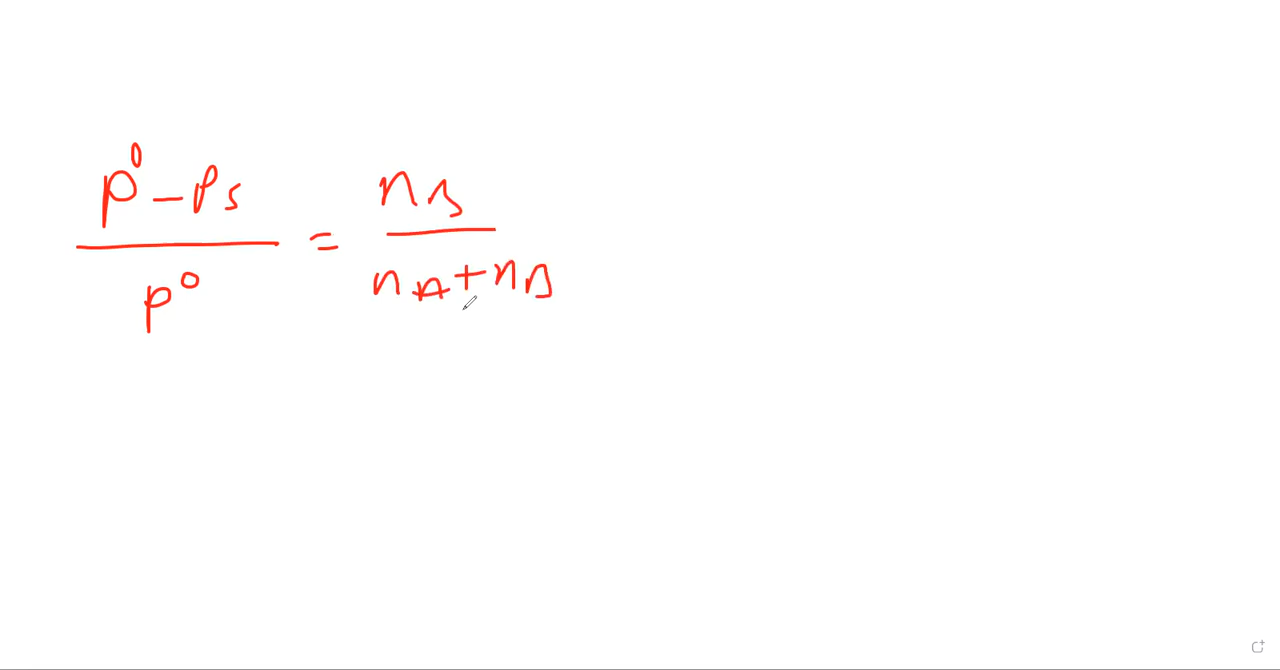 (p⁰ - ps) / p⁰ = nB / (nA + nB)